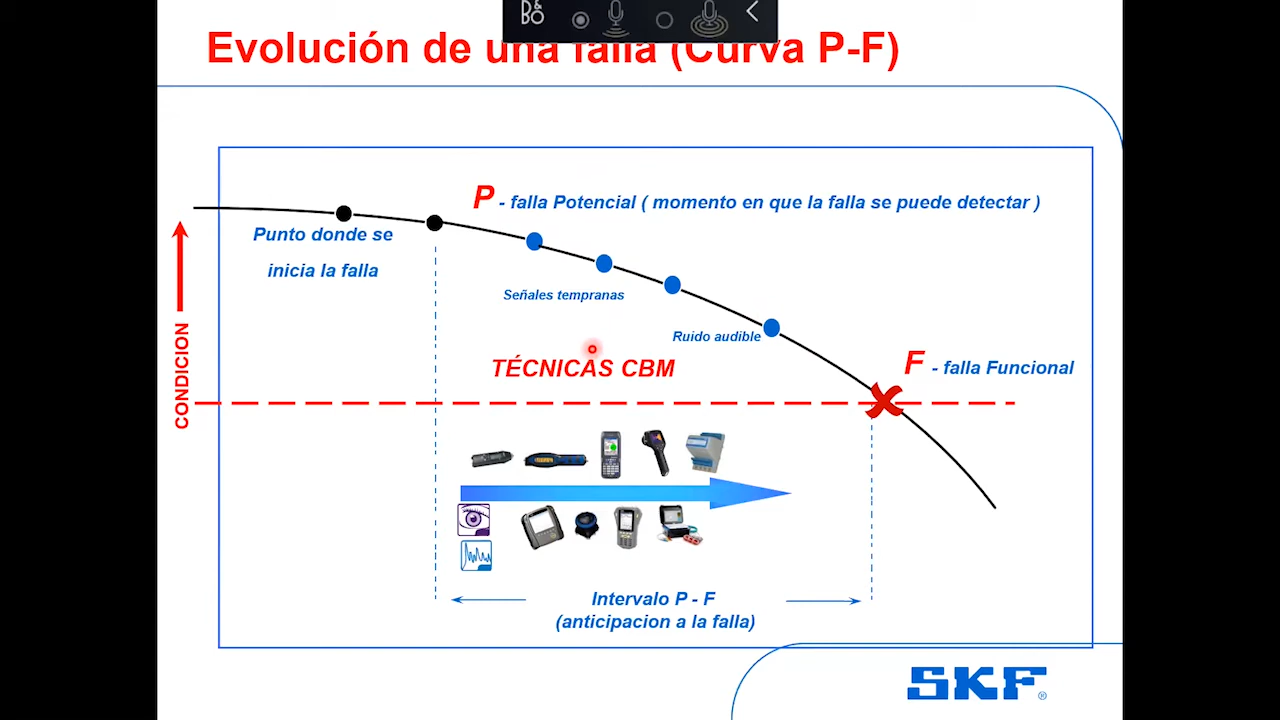 D&
BO
Evolución de una falla (Curva P-F)
P - falla Potencial ( momento en que la falla se puede detectar )
Punto donde se
inicia la falla
Señales tempranas
Ruido audible
TÉCNICAS CBM
F - falla Funcional
CONDICION
Intervalo P - F
(anticipacion a la falla)
SKF®